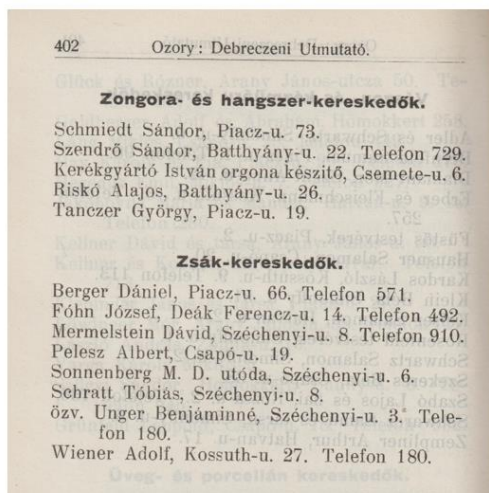 402 Ozory: Debreczeni Utmutató.
Zongora- és hangszer-kereskedők.
Schmiedt Sándor, Piacz-u. 73.
Szendrő Sándor, Batthyány-u. 22. Telefon 729.
Kerékgyártó István orgona készitő, Csemete-u. 6.
Riskó Alajos, Batthyány-u. 26.
Tanczer György, Piacz-u. 19.
Zsák-kereskedők.
Berger Dániel, Piacz-u. 66. Telefon 571.
Fóhn József, Deák Ferencz-u. 14. Telefon 492.
Mermelstein Dávid, Széchenyi-u. 8. Telefon 910.
Pelesz Albert, Csapó-u. 19.
Sonnenberg M. D. utóda, Széchenyi-u. 6.
Schratt Tóbiás, Széchenyi-u. 8.
özv. Unger Benjáminné, Széchenyi-u. 3. Tele-
fon 180.
Wiener Adolf, Kossuth-u. 27. Telefon 180.